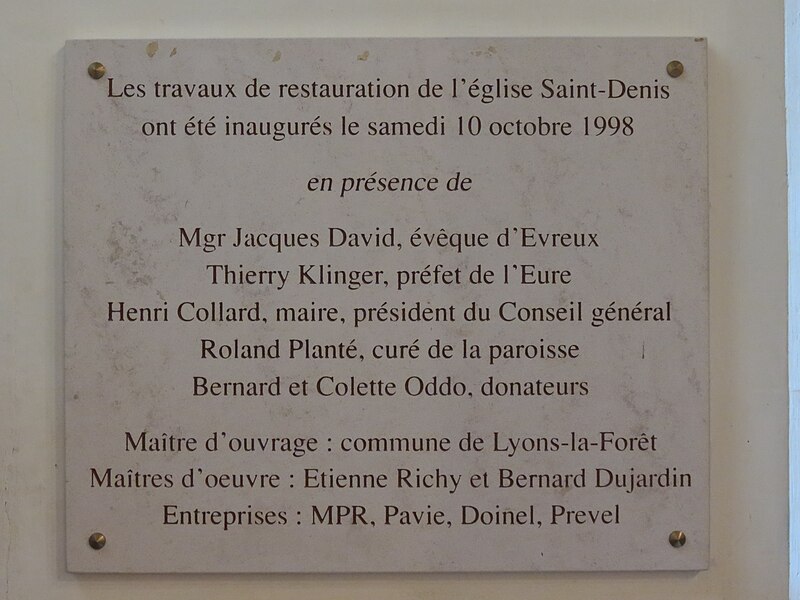 Les travaux de restauration de l'église Saint-Denis
ont été inaugurés le samedi 10 octobre 1998
en présence de
Mgr Jacques David, évêque d'Evreux
Thierry Klinger, préfet de l'Eure
Henri Collard, maire, président du Conseil général
Roland Planté, curé de la paroisse
Bernard et Colette Oddo, donateurs
Maître d'ouvrage : commune de Lyons-la-Forêt
Maîtres d'oeuvre : Etienne Richy et Bernard Dujardin
Entreprises : MPR, Pavie, Doinel, Prevel